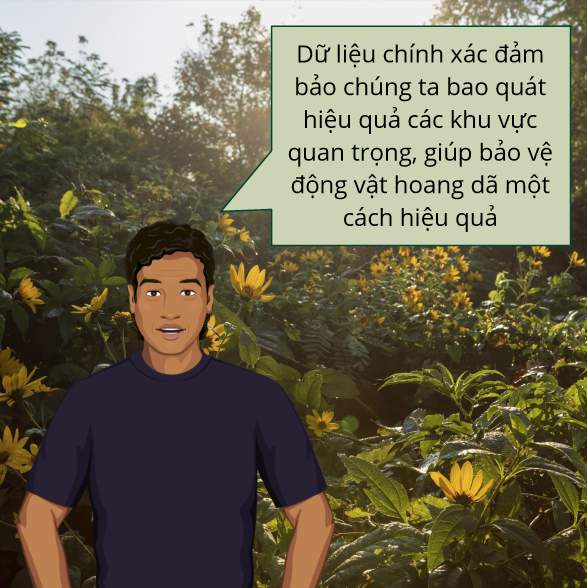 Dữ liệu chính xác đảm
bảo chúng ta bao quát
hiệu quả các khu vực
quan trọng, giúp bảo vệ
động vật hoang dã một
cách hiệu quả